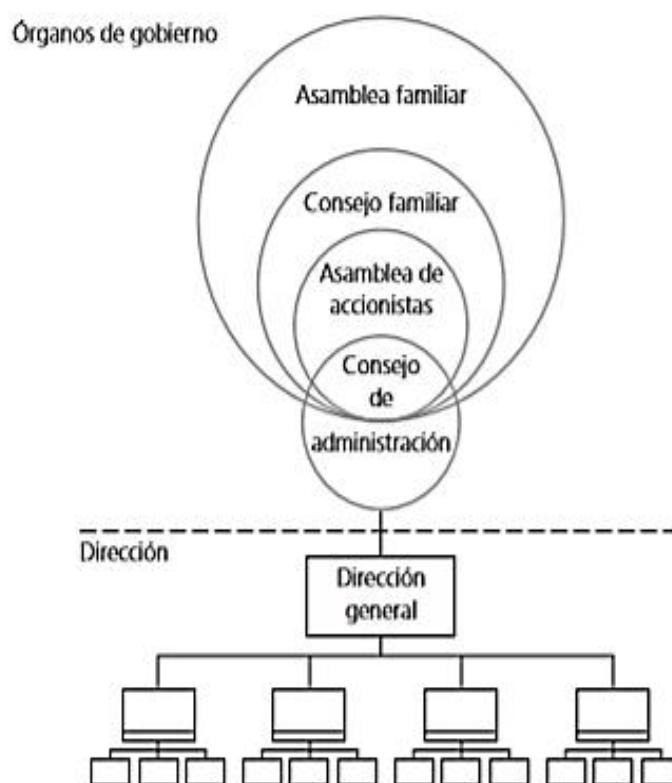 Órganos de gobierno
Asamblea familiar
Consejo familiar
Asamblea de
accionistas
Consejo
de
administración
Dirección
Dirección
general